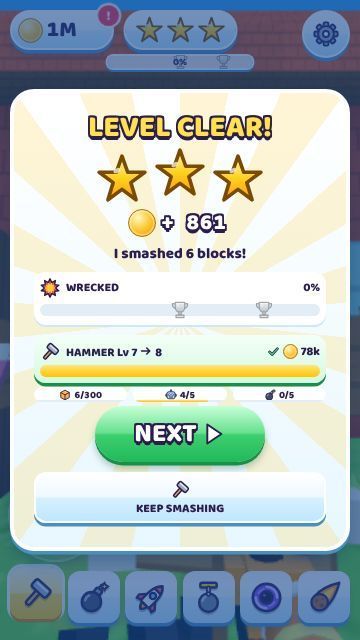 1M
!
0%
LEVEL CLEAR!
+ 861
I smashed 6 blocks!
WRECKED 0%
HAMMER Lv 7 → 8 78k
6/300 4/5 0/5
NEXT
KEEP SMASHING